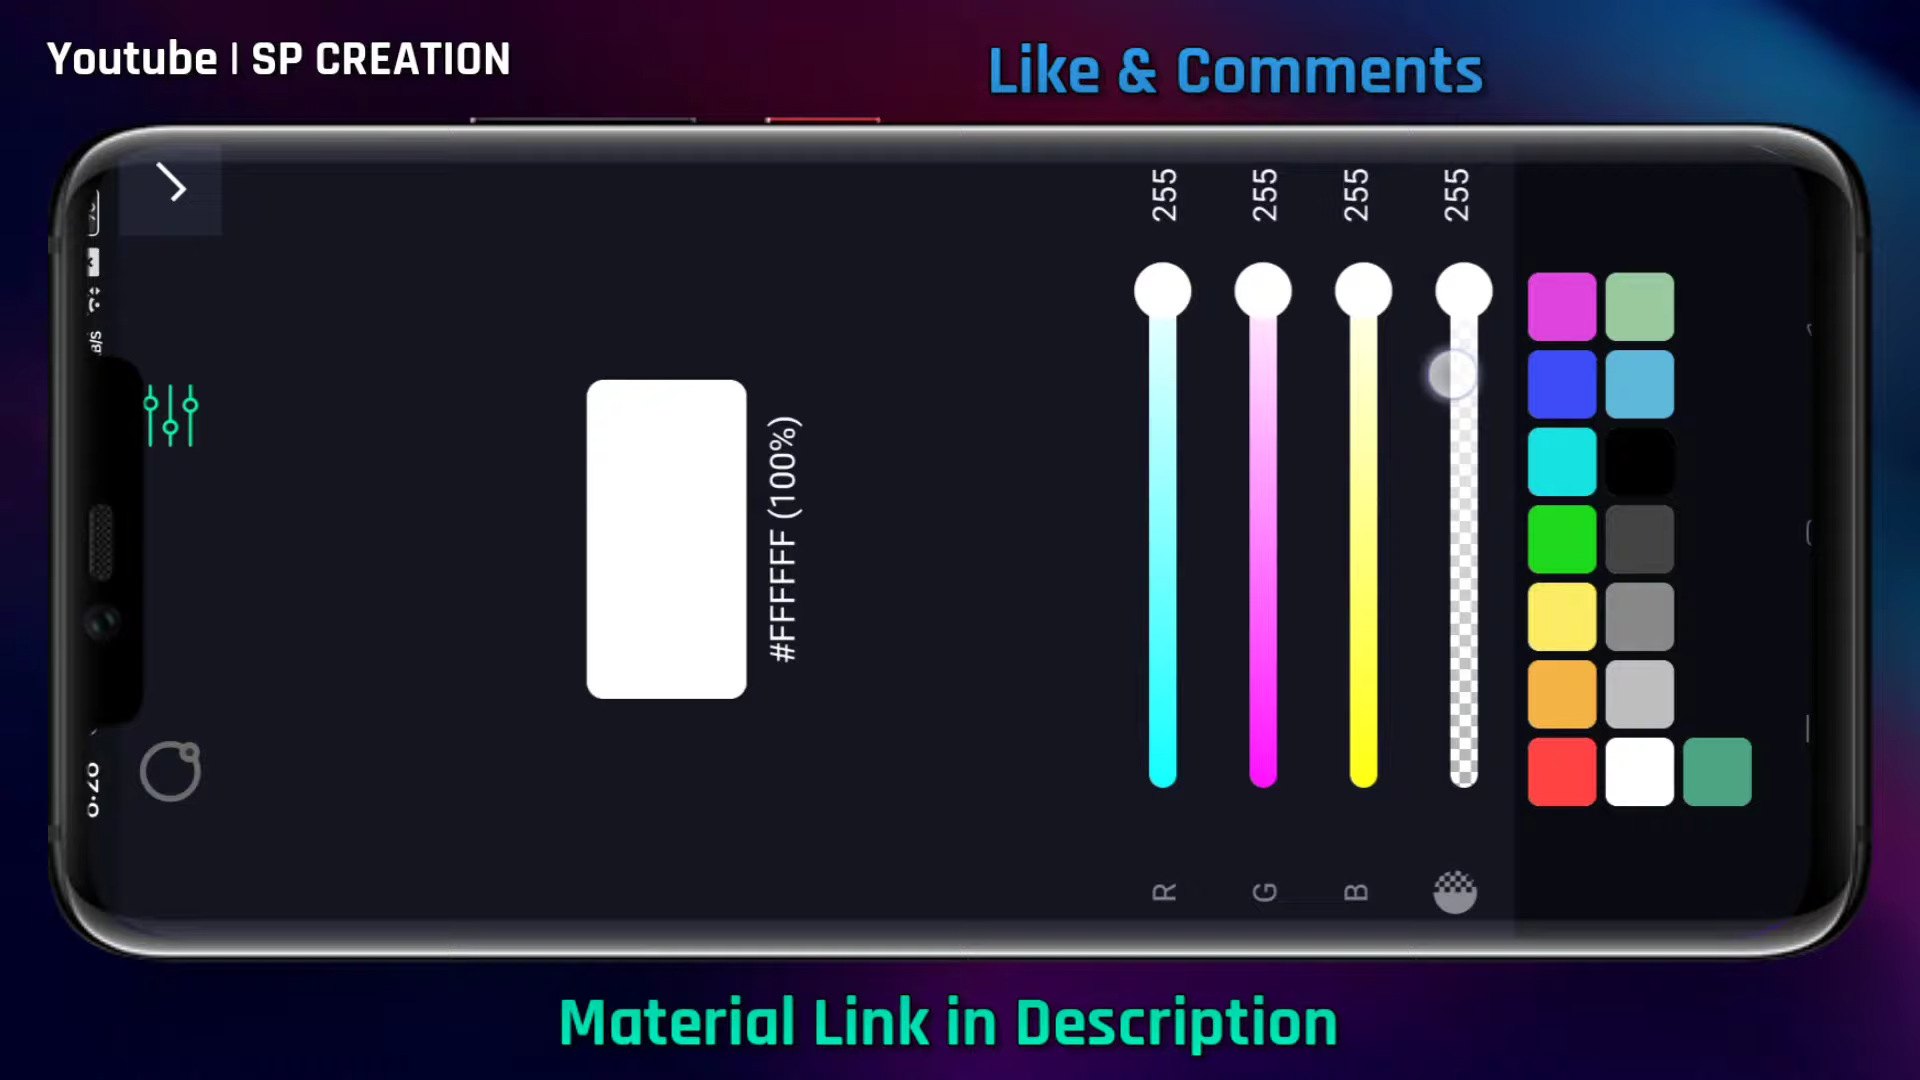 Youtube | SP CREATION
Like & Comments
255
255
255
255
#FFFFFF (100%)
R
G
B
Material Link in Description